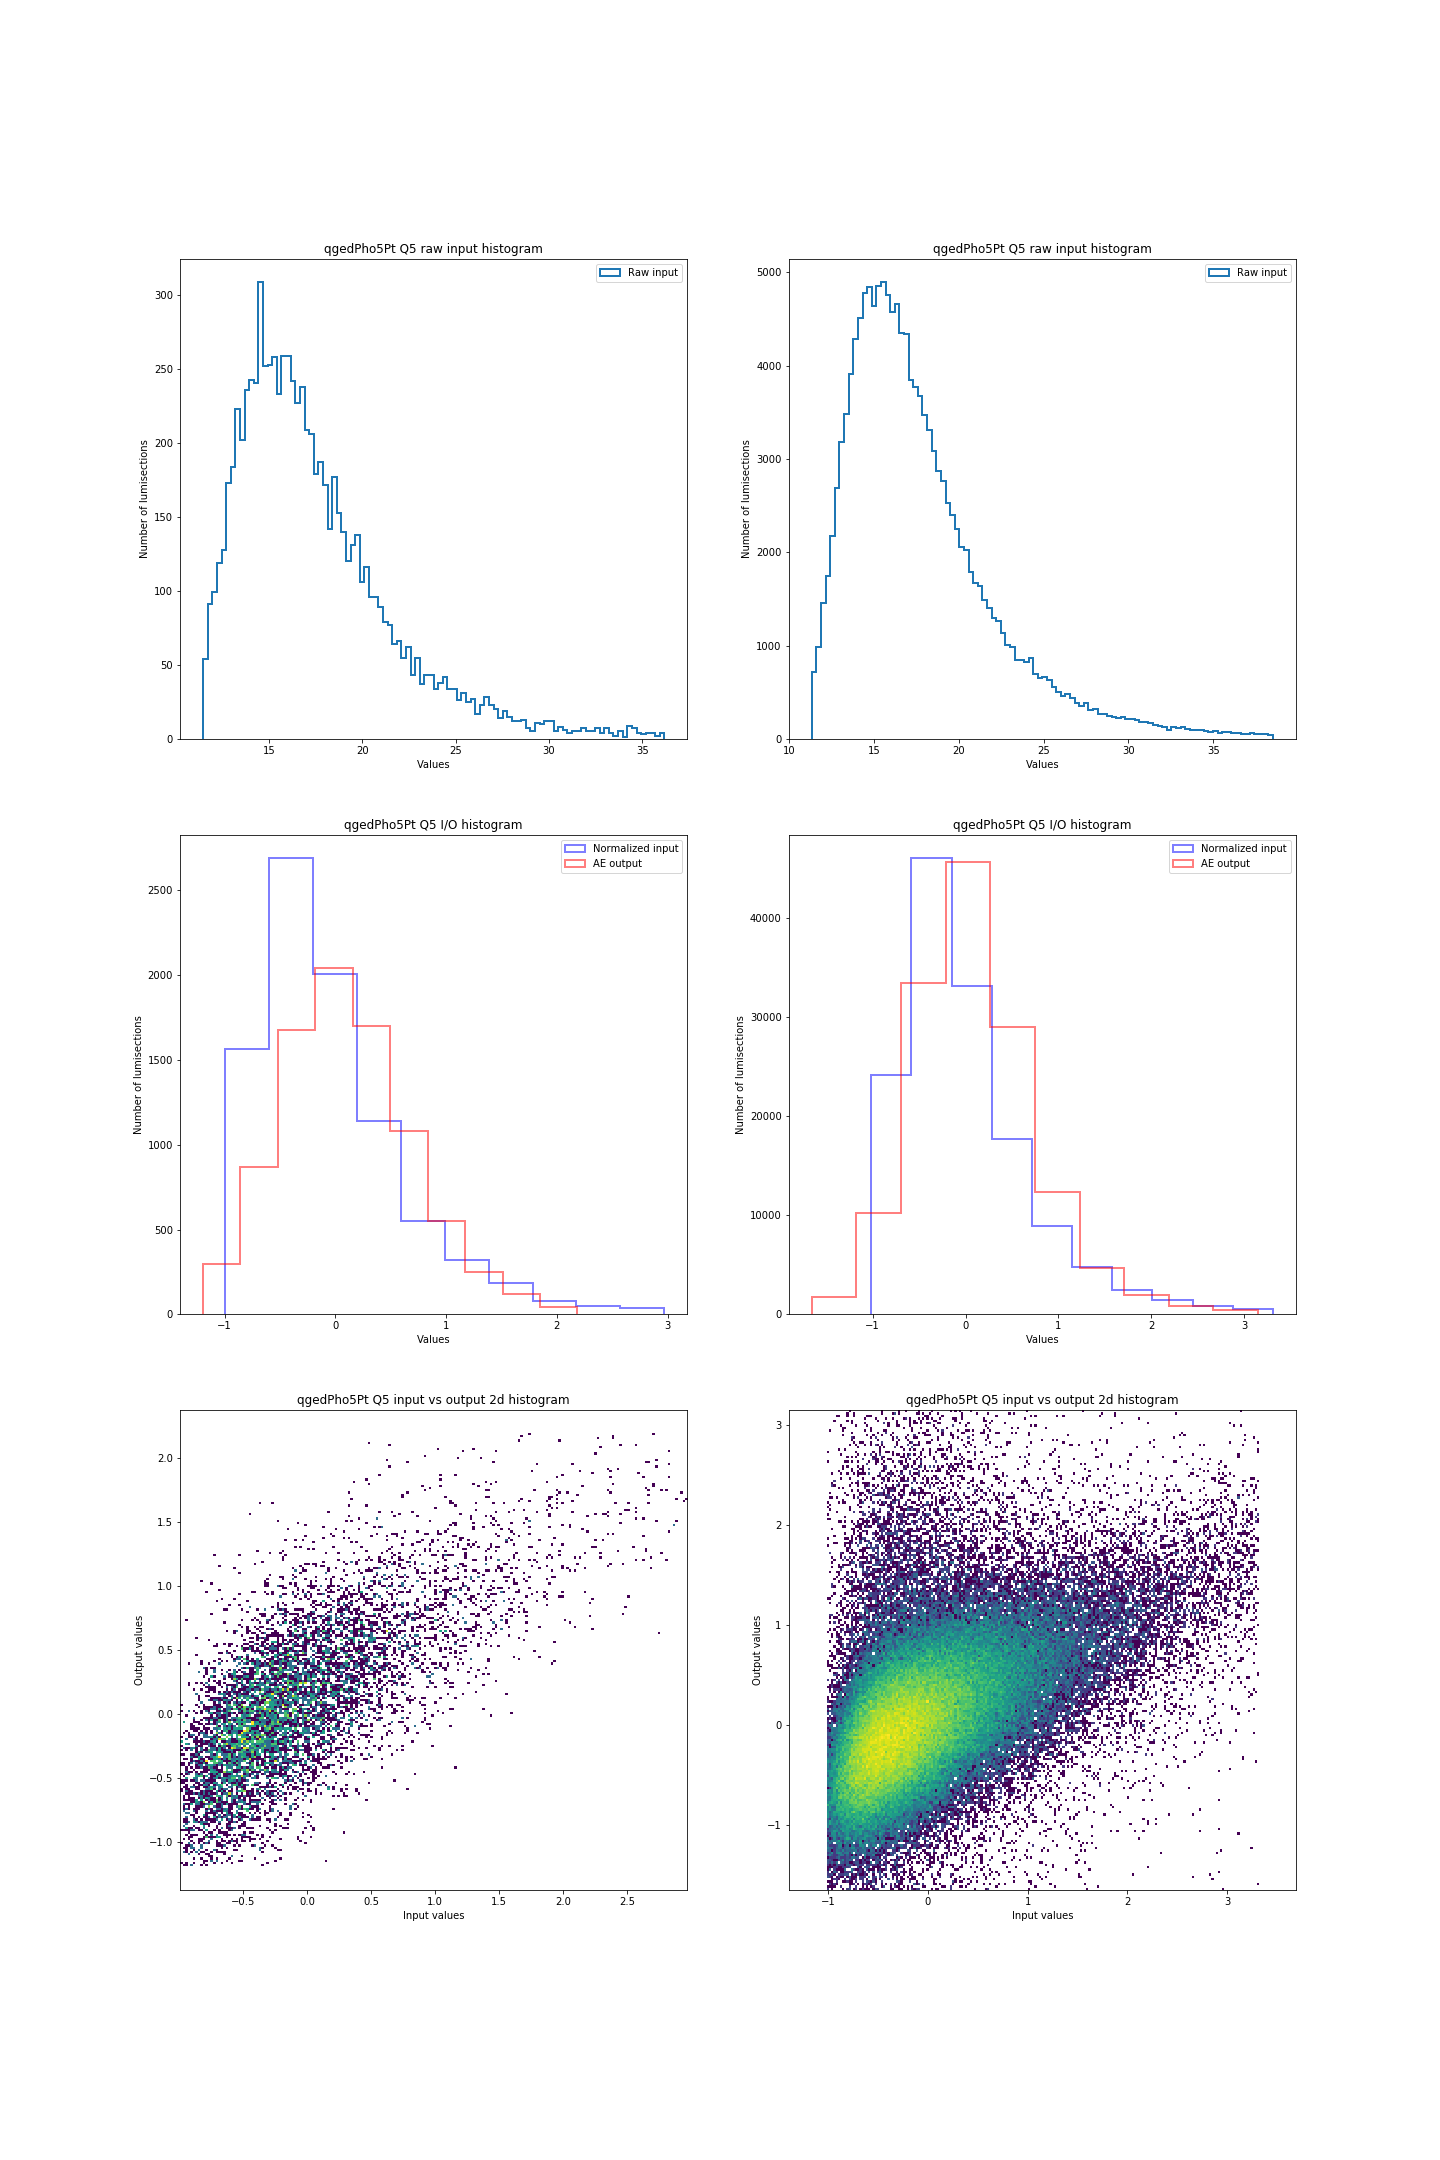 qgedPho5Pt Q5 raw input histogram
Raw input
300
250
200
150
100
50
0
Number of lumisections
15 20 25 30 35
Values
qgedPho5Pt Q5 raw input histogram
Raw input
5000
4000
3000
2000
1000
0
Number of lumisections
10 15 20 25 30 35
Values
qgedPho5Pt Q5 I/O histogram
Normalized input
AE output
2500
2000
1500
1000
500
0
Number of lumisections
−1 0 1 2 3
Values
qgedPho5Pt Q5 I/O histogram
Normalized input
AE output
40000
30000
20000
10000
0
Number of lumisections
−1 0 1 2 3
Values
qgedPho5Pt Q5 input vs output 2d histogram
2.0
1.5
1.0
0.5
0.0
−0.5
−1.0
Output values
−0.5 0.0 0.5 1.0 1.5 2.0 2.5
Input values
qgedPho5Pt Q5 input vs output 2d histogram
3
2
1
0
−1
Output values
−1 0 1 2 3
Input values